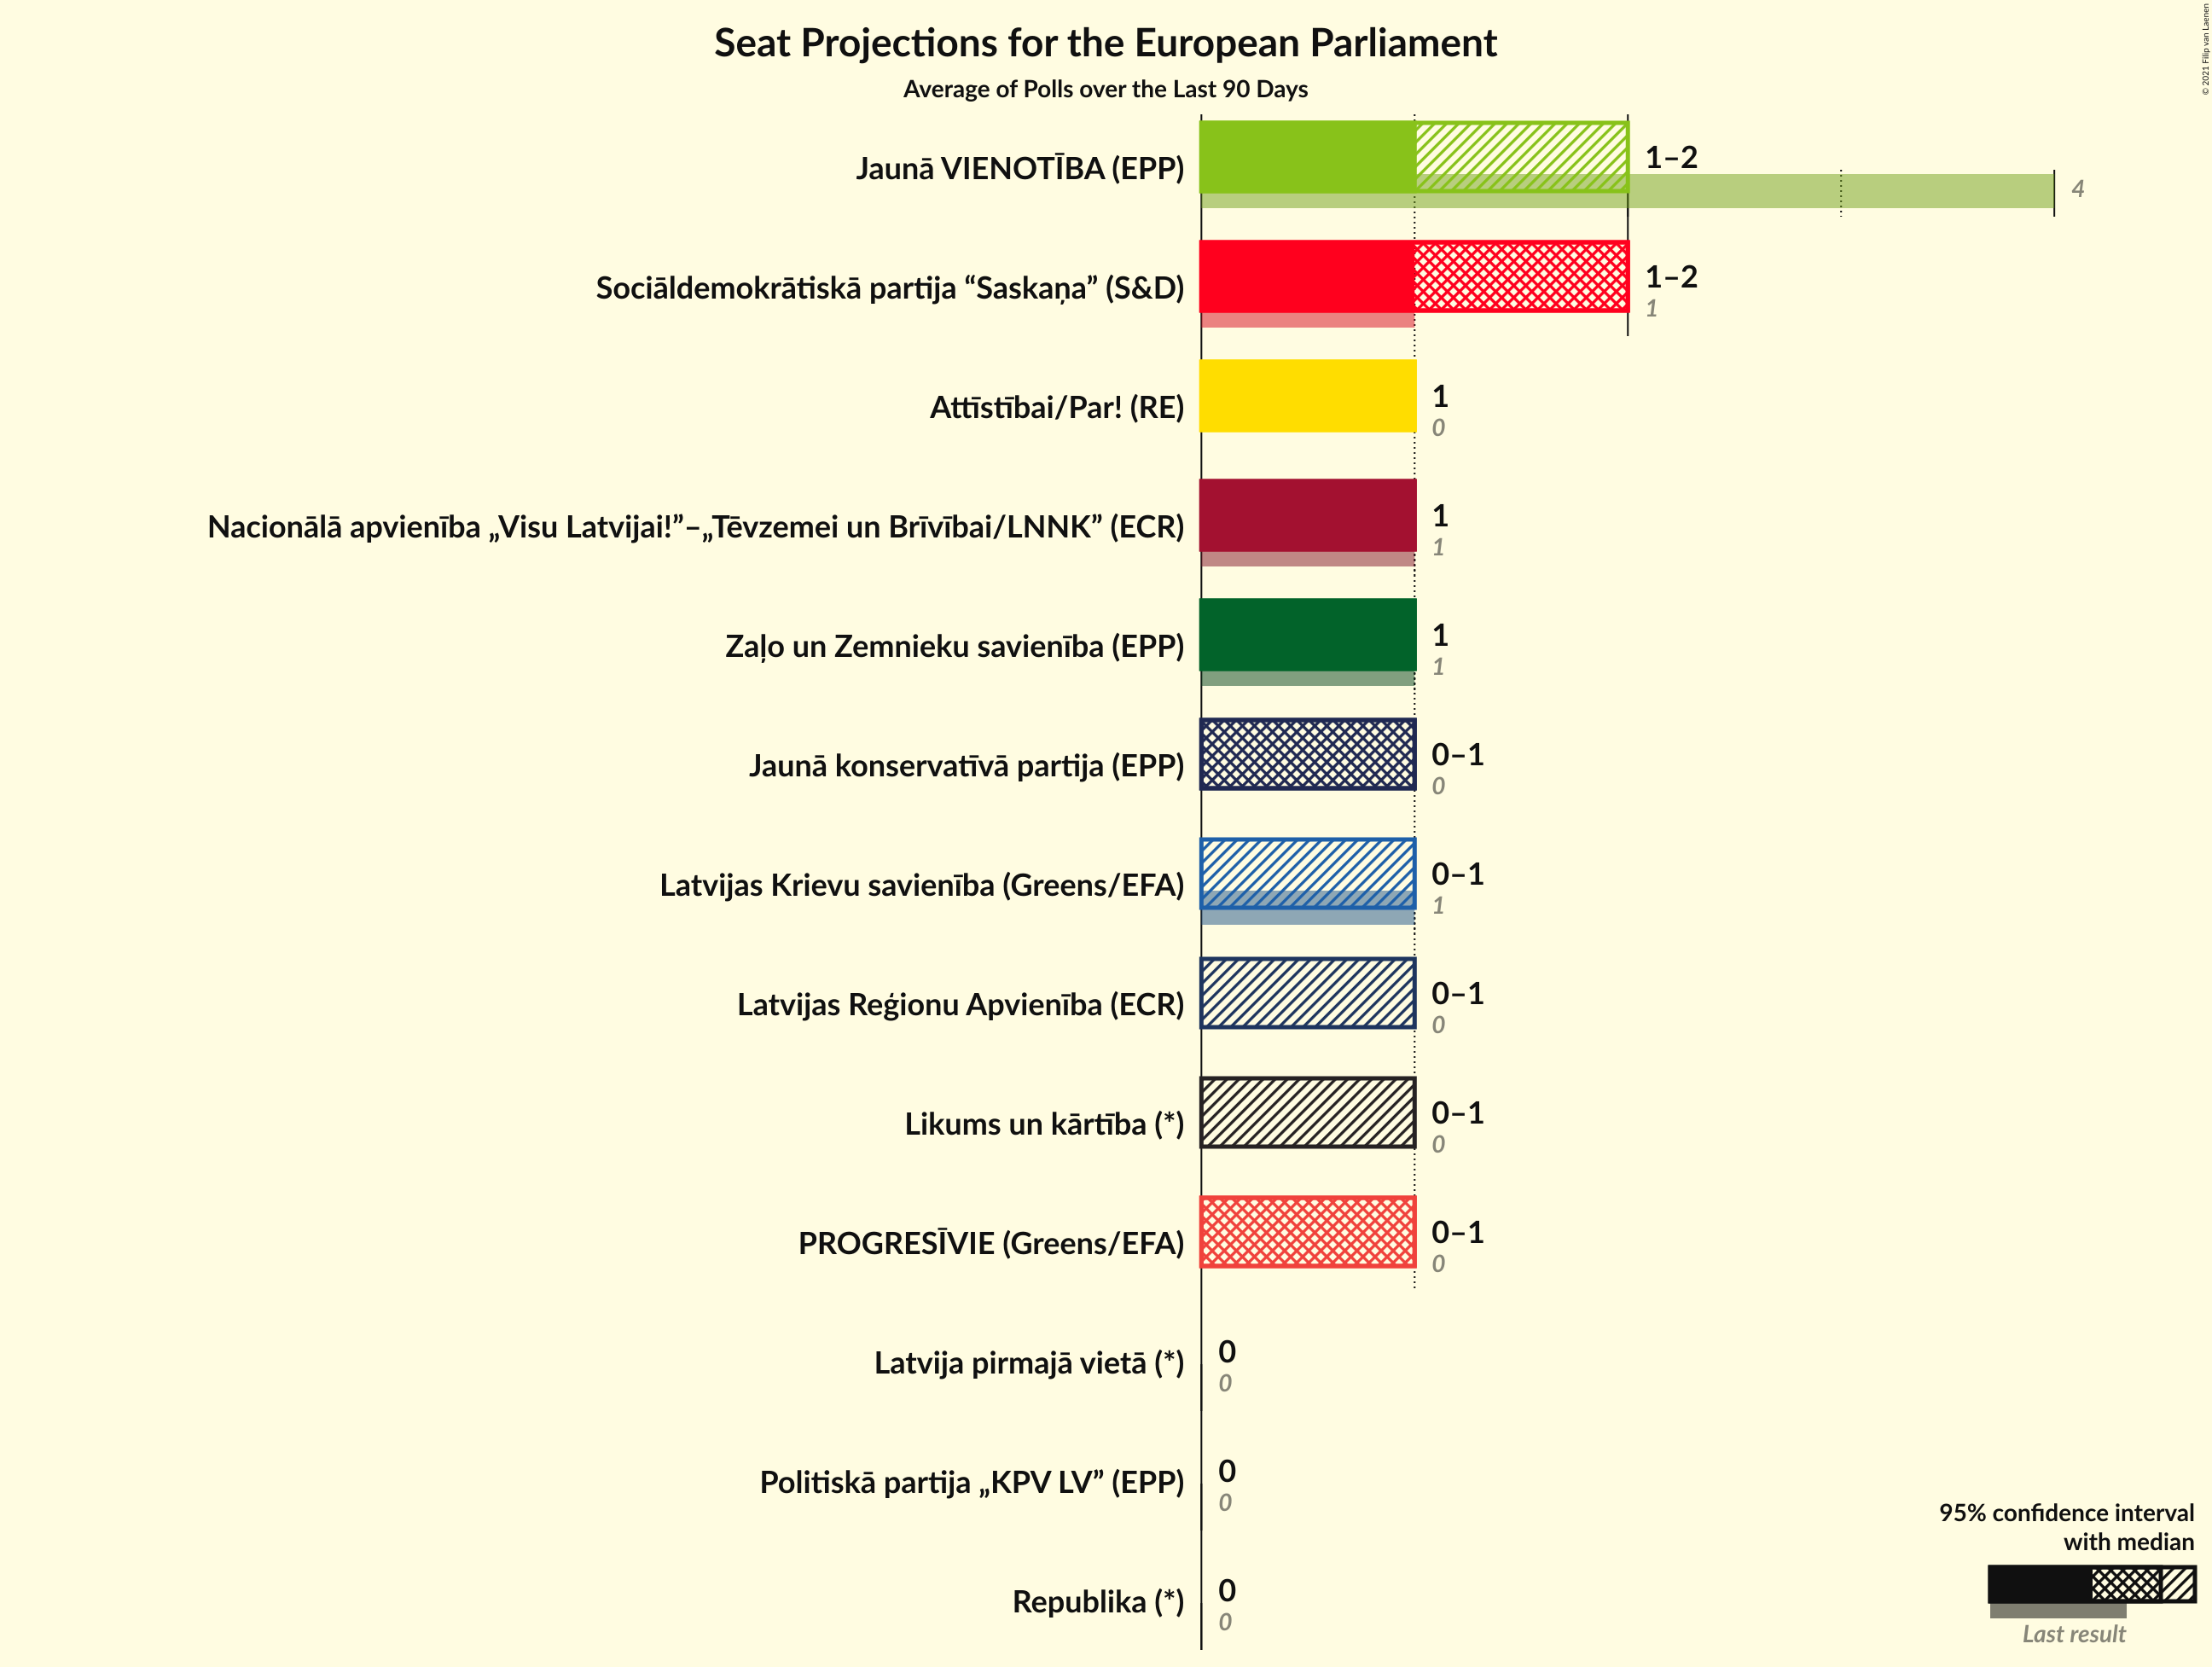 Seat Projections for the European Parliament
Average of Polls over the Last 90 Days
© 2021 Filip van Laenen
Jaunā VIENOTĪBA (EPP)
1–2
4
Sociāldemokrātiskā partija “Saskaņa” (S&D)
1–2
1
Attīstībai/Par! (RE)
1
0
Nacionālā apvienība „Visu Latvijai!”–„Tēvzemei un Brīvībai/LNNK” (ECR)
1
1
Zaļo un Zemnieku savienība (EPP)
1
1
Jaunā konservatīvā partija (EPP)
0–1
0
Latvijas Krievu savienība (Greens/EFA)
0–1
1
Latvijas Reģionu Apvienība (ECR)
0–1
0
Likums un kārtība (*)
0–1
0
PROGRESĪVIE (Greens/EFA)
0–1
0
Latvija pirmajā vietā (*)
0
0
Politiskā partija „KPV LV” (EPP)
0
0
Republika (*)
0
0
95% confidence interval
with median
Last result